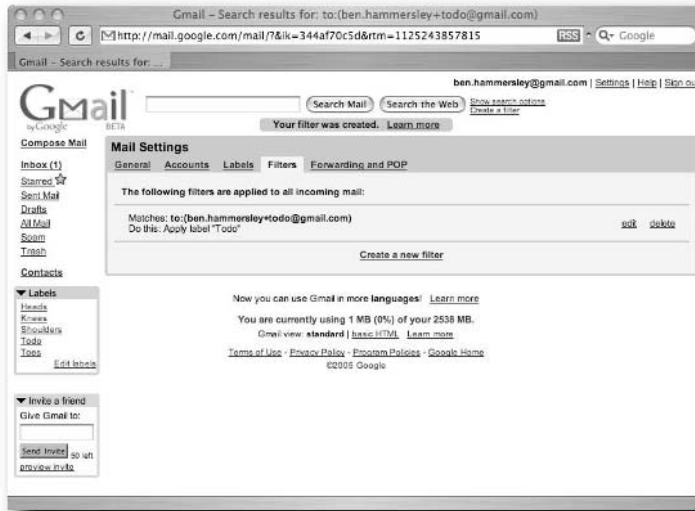 Gmail – Search results for: to:(ben.hammersley+todo@gmail.com)
http://mail.google.com/mail/?&ik=344af70c5d&rtm=1125243857815
RSS
Google
Gmail – Search results for: ...
ben.hammersley@gmail.com | Settings | Help | Sign ou
Gmail
by Google
BETA
Search Mail
Search the Web
Show search options
Create a filter
Your filter was created. Learn more
Compose Mail
Inbox (1)
Starred
Sent Mail
Drafts
All Mail
Spam
Trash
Contacts
Labels
Heads
Knees
Shoulders
Todo
Toes
Edit labels
Invite a friend
Give Gmail to:
Send Invite 50 left
preview invite
Mail Settings
General Accounts Labels Filters Forwarding and POP
The following filters are applied to all incoming mail:
Matches: to:(ben.hammersley+todo@gmail.com)
Do this: Apply label "Todo"
edit delete
Create a new filter
Now you can use Gmail in more languages! Learn more
You are currently using 1 MB (0%) of your 2538 MB.
Gmail view: standard | basic HTML Learn more
Terms of Use - Privacy Policy - Program Policies - Google Home
©2005 Google